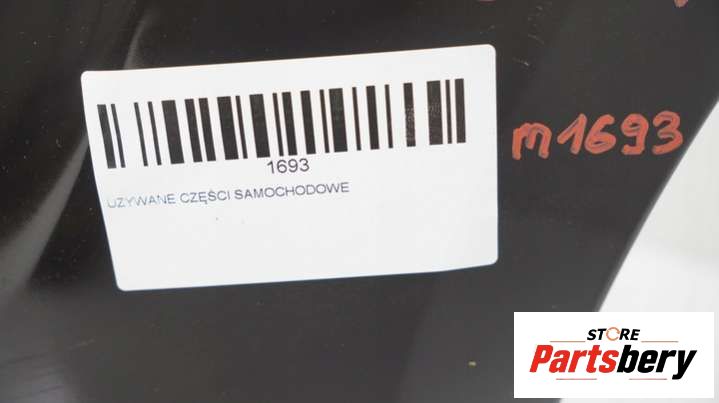 1693
UZYWANE CZĘŚCI SAMOCHODOWE
m1693
STORE
Partsbery